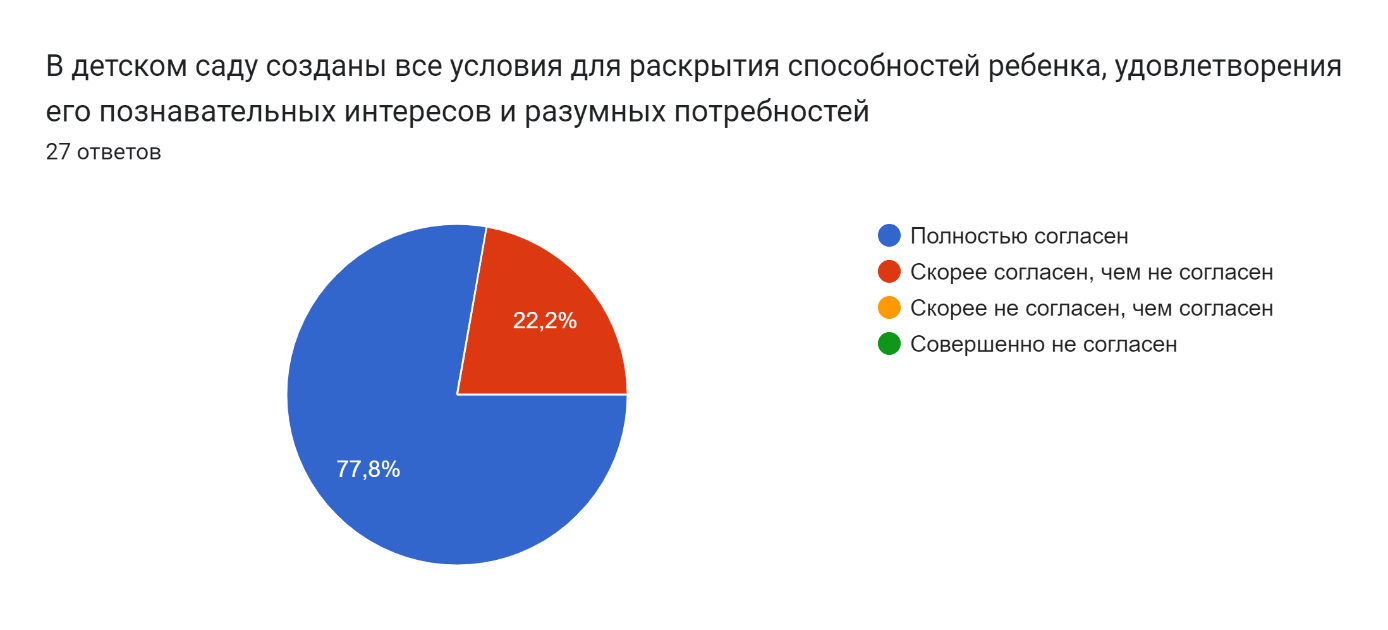 В детском саду созданы все условия для раскрытия способностей ребенка, удовлетворения
его познавательных интересов и разумных потребностей
27 ответов
Полностью согласен
Скорее согласен, чем не согласен
Скорее не согласен, чем согласен
Совершенно не согласен
22,2%
77,8%